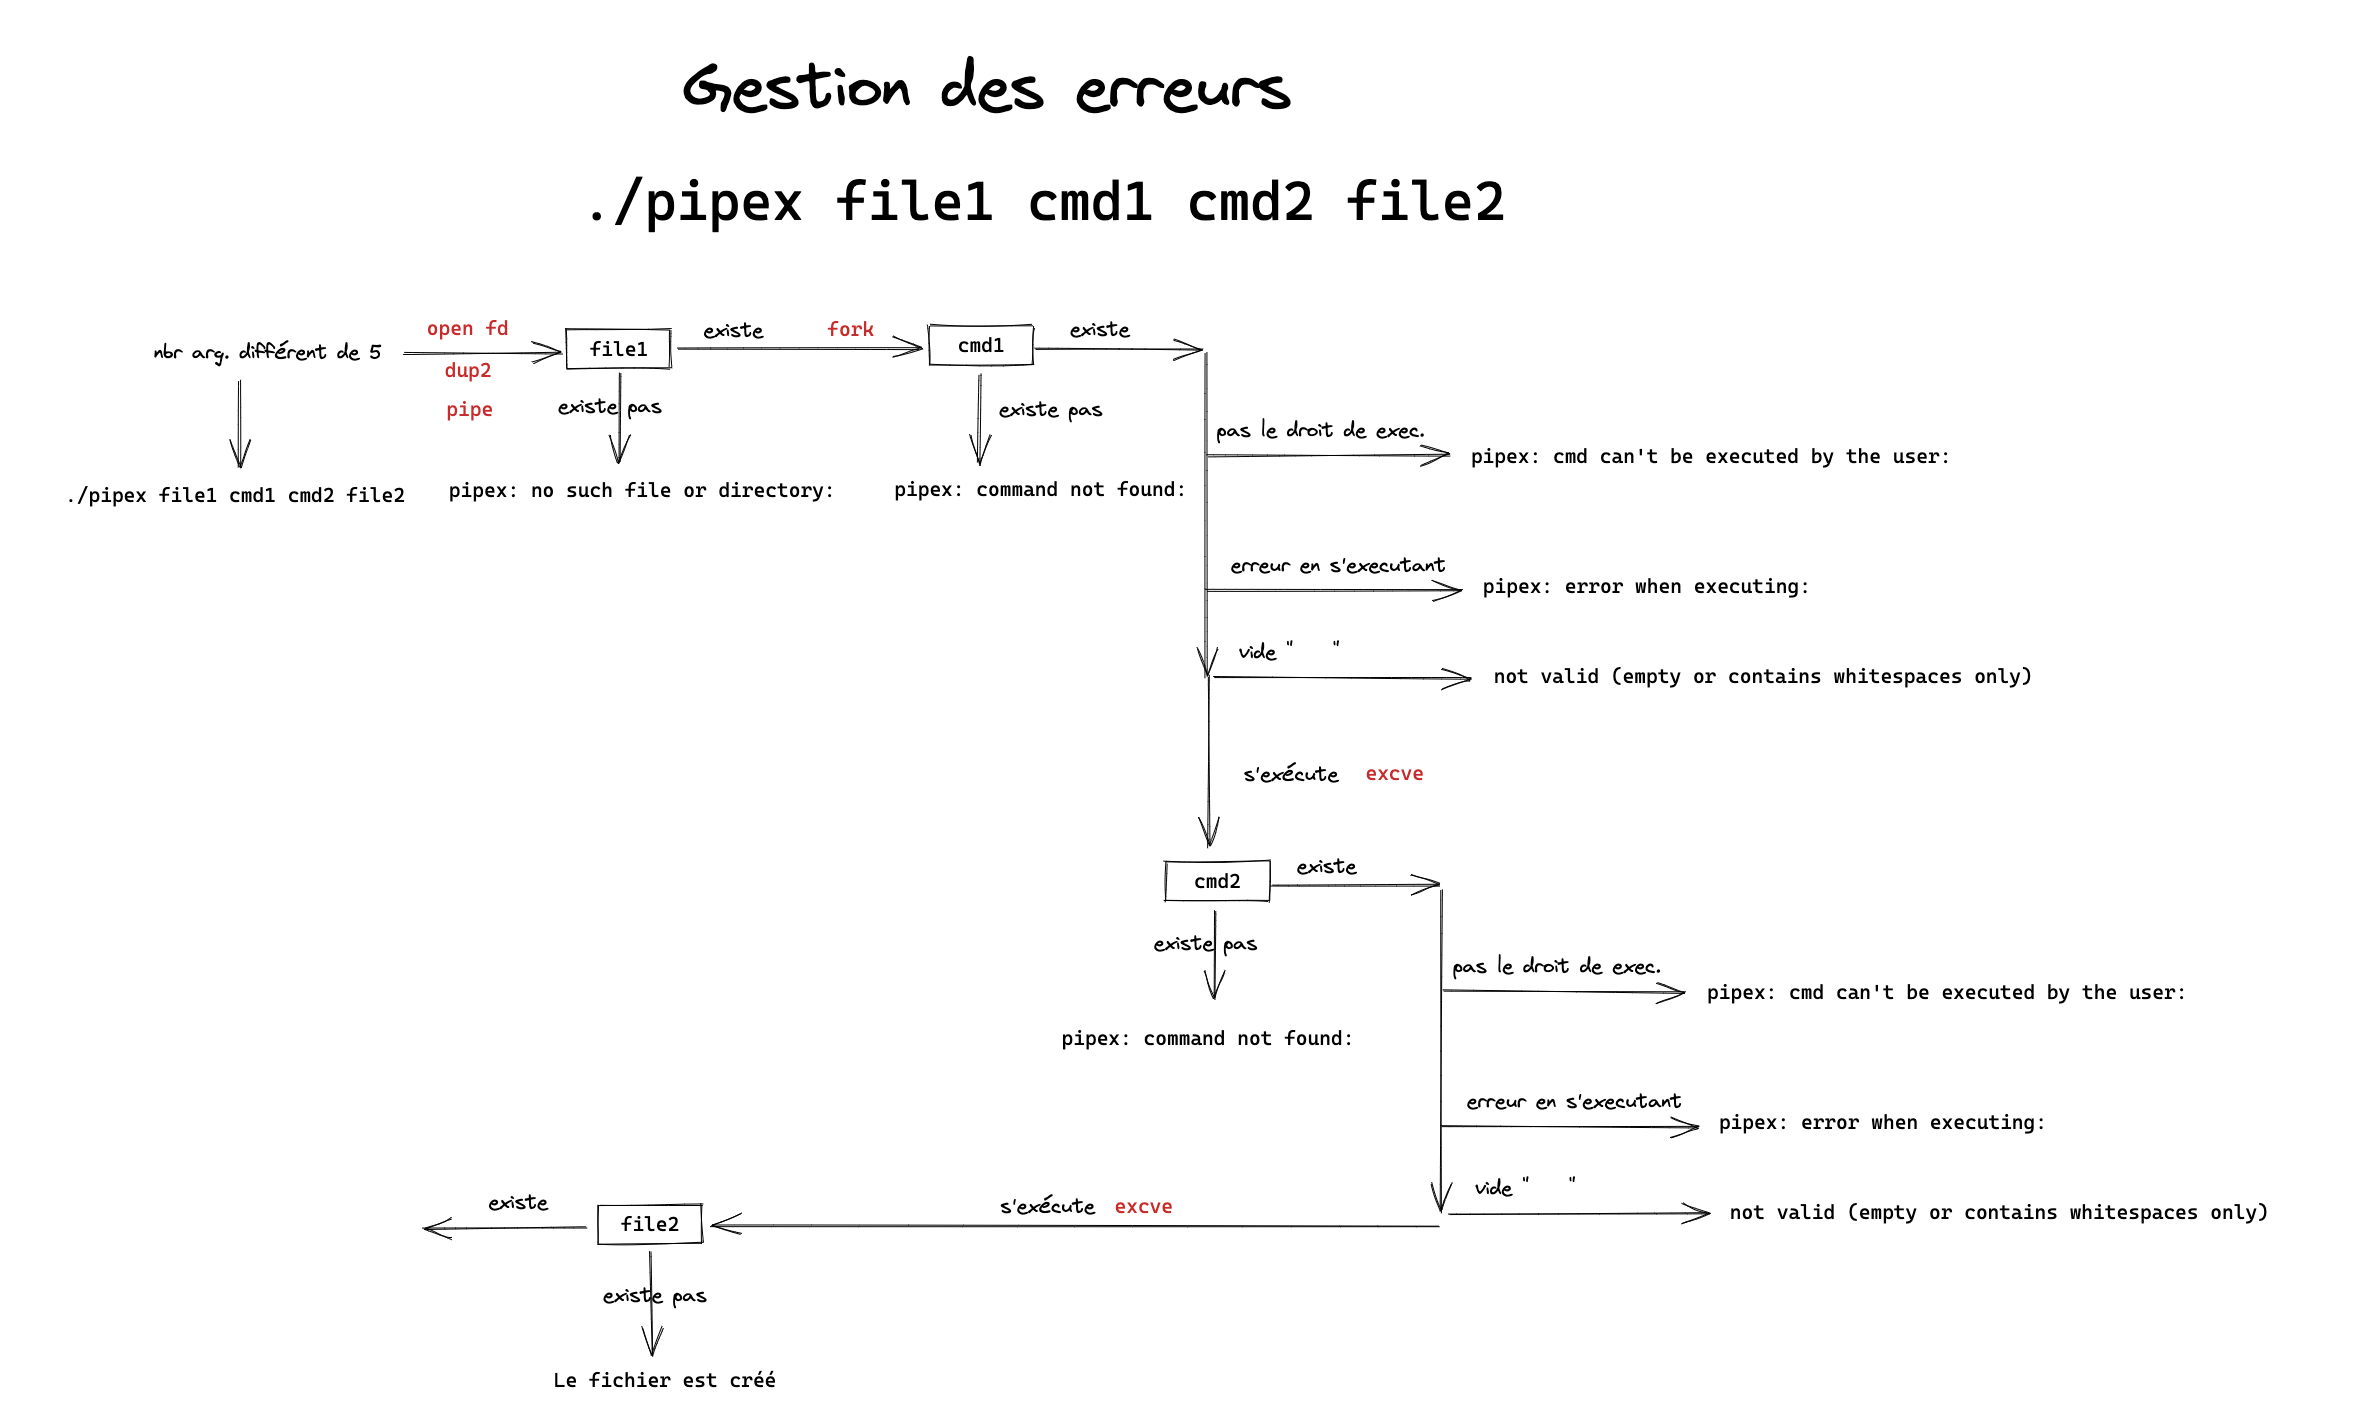 Gestion des erreurs
./pipex file1 cmd1 cmd2 file2
nbr arg. différent de 5
open fd
dup2
pipe
file1
existe
fork
cmd1
existe
existe pas
existe pas
./pipex file1 cmd1 cmd2 file2
pipex: no such file or directory:
pipex: command not found:
pas le droit de exec.
pipex: cmd can't be executed by the user:
erreur en s'executant
pipex: error when executing:
vide " "
not valid (empty or contains whitespaces only)
s'exécute excve
cmd2
existe
existe pas
pipex: command not found:
pas le droit de exec.
pipex: cmd can't be executed by the user:
erreur en s'executant
pipex: error when executing:
vide " "
not valid (empty or contains whitespaces only)
s'exécute excve
file2
existe
existe pas
Le fichier est créé